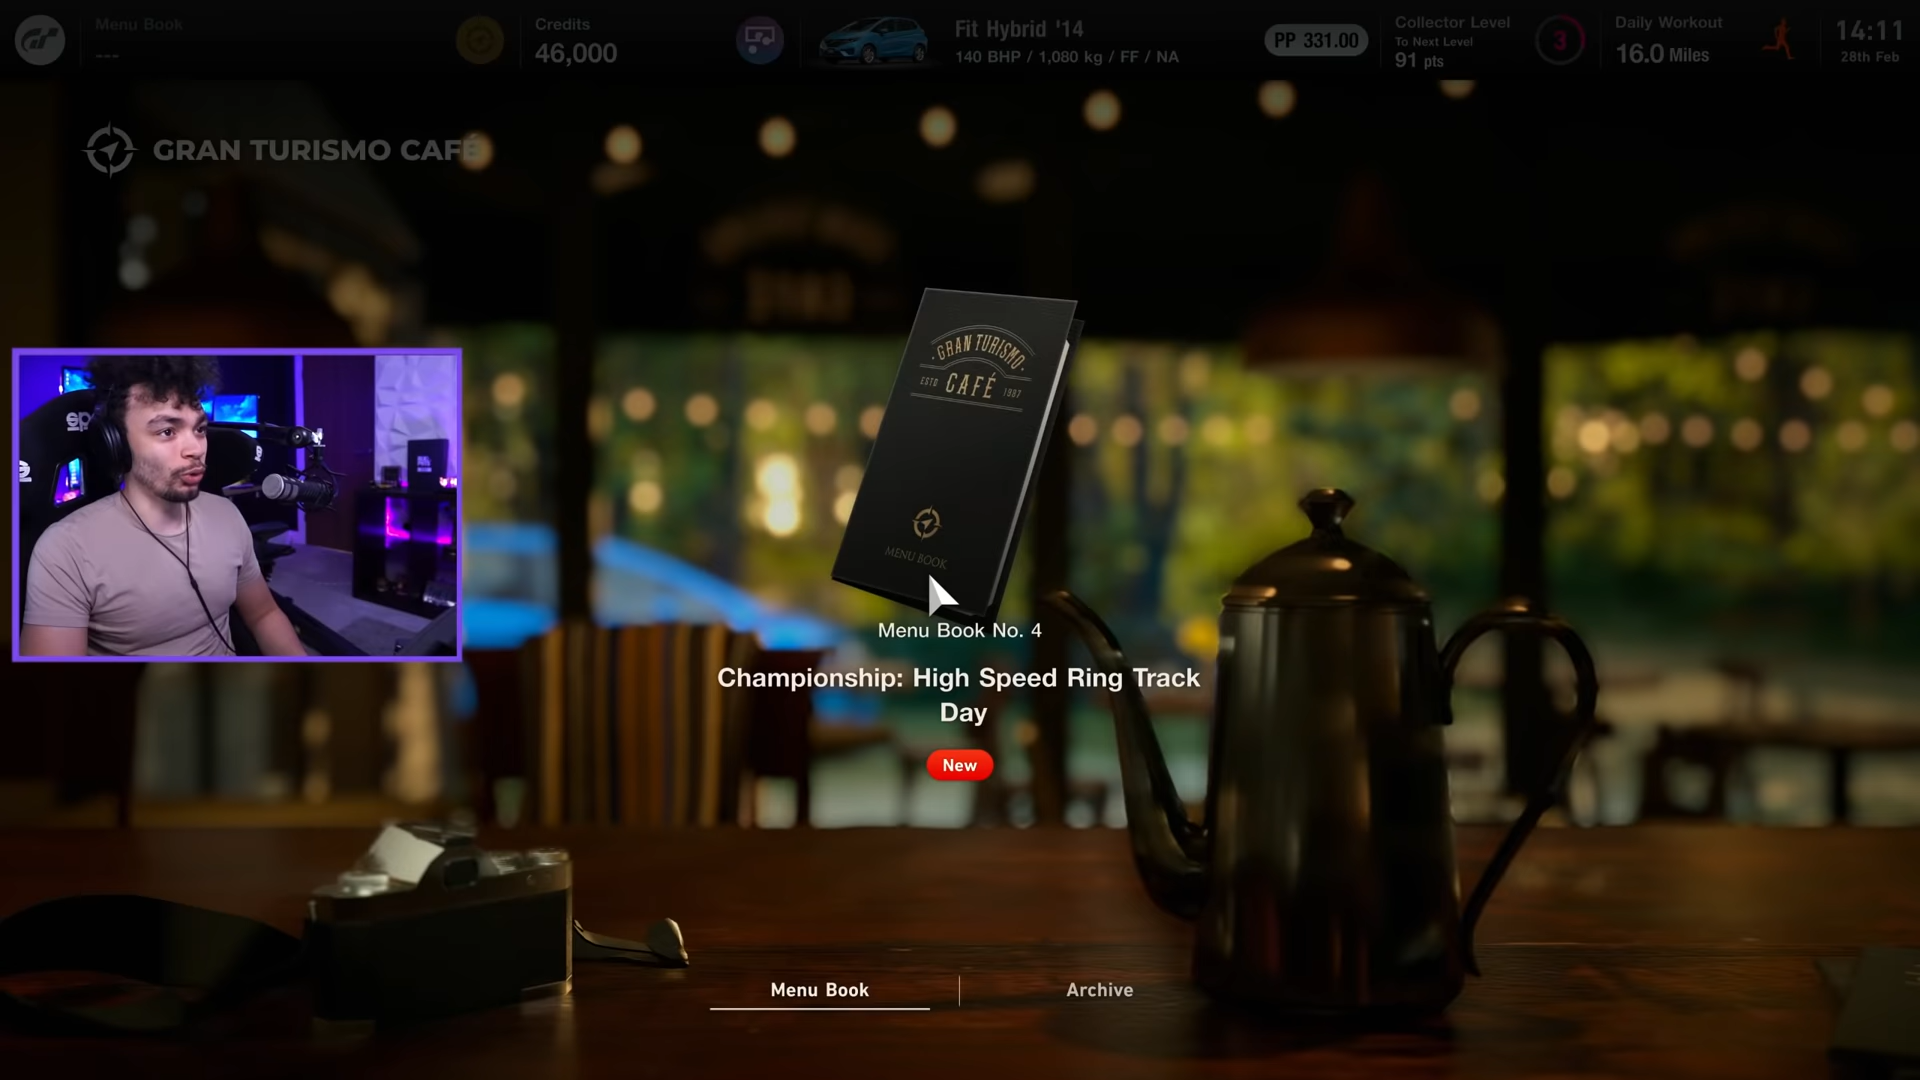 Menu Book
---
Credits
46,000
Fit Hybrid '14
140 BHP / 1,080 kg / FF / NA
PP 331.00
Collector Level
To Next Level
91 pts
3
Daily Workout
16.0 Miles
14:11
28th Feb
GRAN TURISMO CAFÉ
GRAN TURISMO
ESTD CAFÉ 1997
MENU BOOK
Menu Book No. 4
Championship: High Speed Ring Track
Day
New
Menu Book
Archive